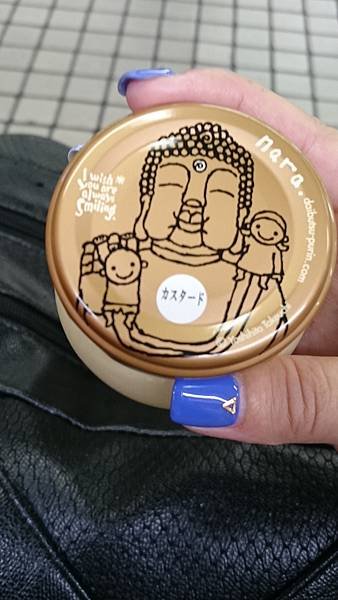 I wish
You are
always
Smiling.
nara.
daibutsu-purin.com
カスタード